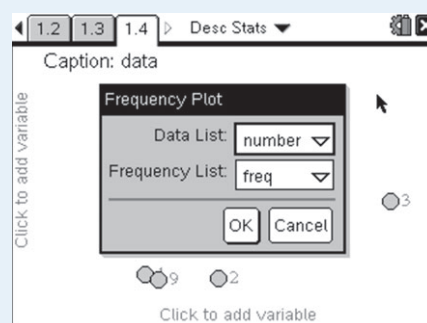 1.2 1.3 1.4 Desc Stats
Caption: data
Click to add variable
Frequency Plot
Data List: number
Frequency List: freq
OK Cancel
3
9 2
Click to add variable